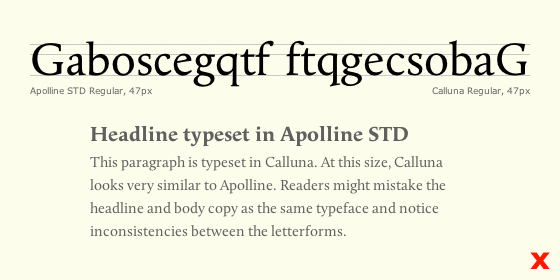 Gaboscegqtf ftqgecsobaG
Apolline STD Regular, 47px Calluna Regular, 47px
Headline typeset in Apolline STD
This paragraph is typeset in Calluna. At this size, Calluna
looks very similar to Apolline. Readers might mistake the
headline and body copy as the same typeface and notice
inconsistencies between the letterforms.
x